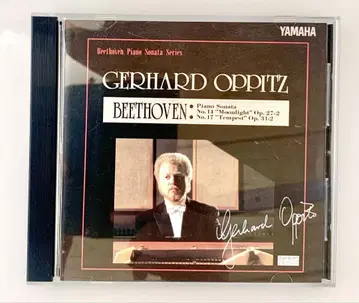 YAMAHA
Beethoven Piano Sonata Series
GERHARD OPPITZ
BEETHOVEN:
Piano Sonata
No. 14 "Moonlight" Op. 27-2
No. 17 "Tempest" Op. 31-2
Gerhard Oppitz